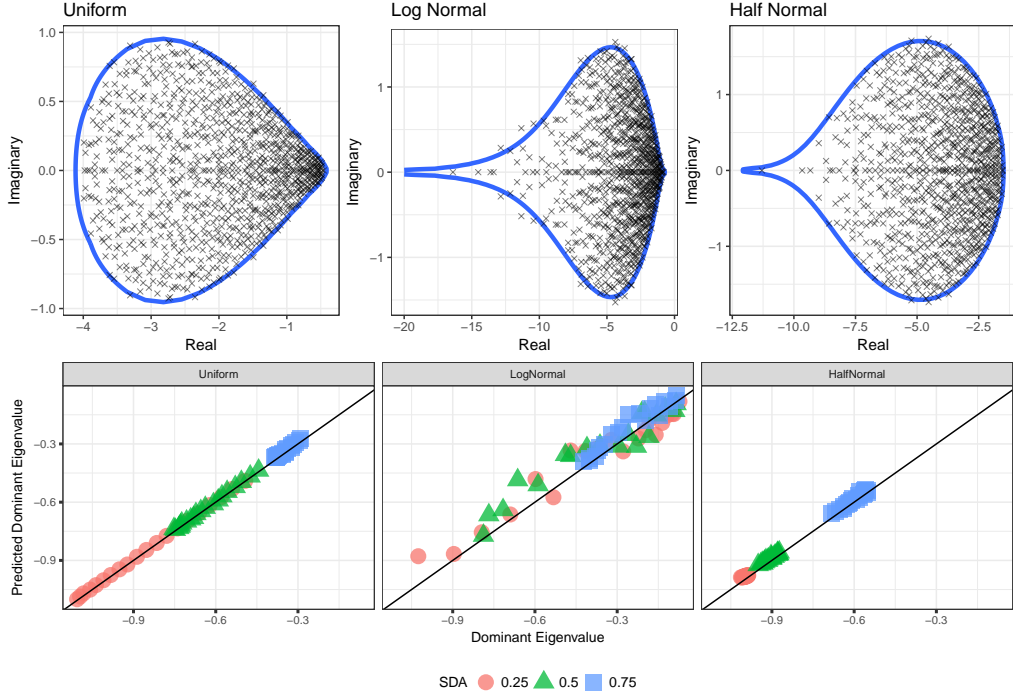 Uniform
Log Normal
Half Normal
Imaginary
1.0
0.5
0.0
−0.5
−1.0
−4
−3
−2
−1
Real
Imaginary
1
0
−1
−20
−15
−10
−5
0
Real
Imaginary
1
0
−1
−12.5
−10.0
−7.5
−5.0
−2.5
Real
Uniform
LogNormal
HalfNormal
Predicted Dominant Eigenvalue
−0.3
−0.6
−0.9
−0.9
−0.6
−0.3
−0.9
−0.6
−0.3
−0.9
−0.6
−0.3
Dominant Eigenvalue
SDA 0.25 0.5 0.75